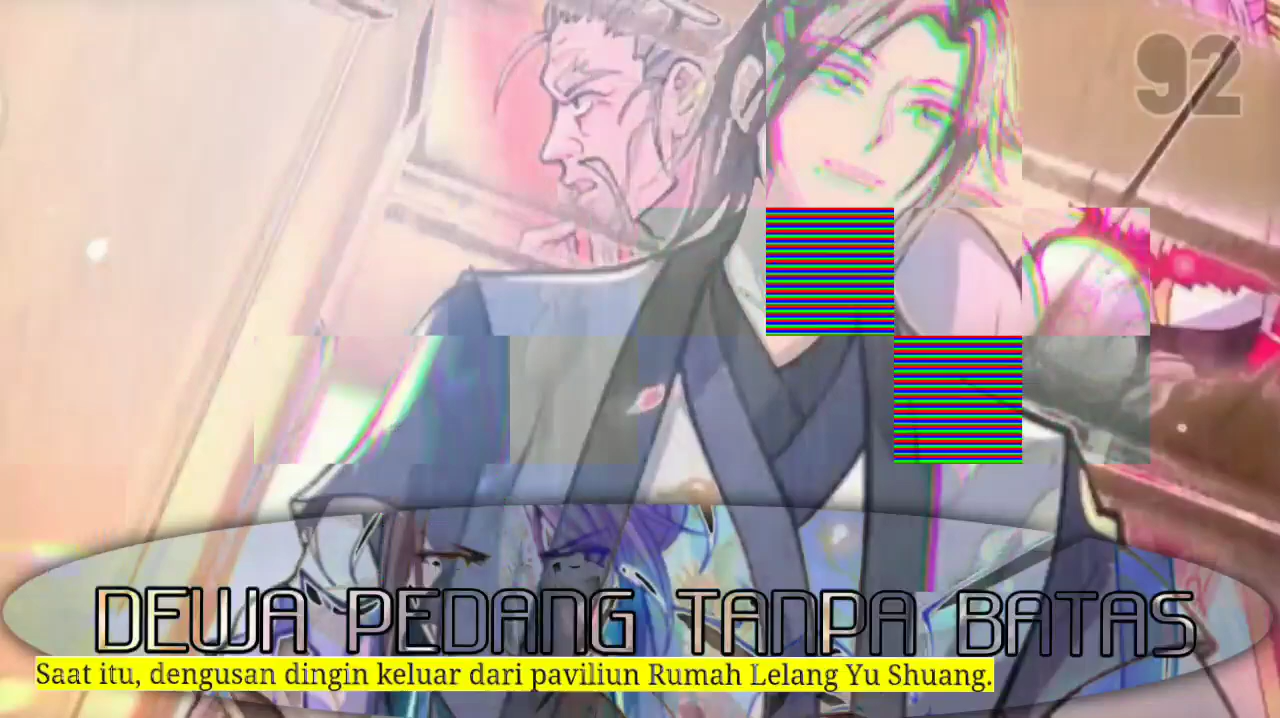 92
DEWA PEDANG TANPA BATAS
Saat itu, dengusan dingin keluar dari paviliun Rumah Lelang Yu Shuang.